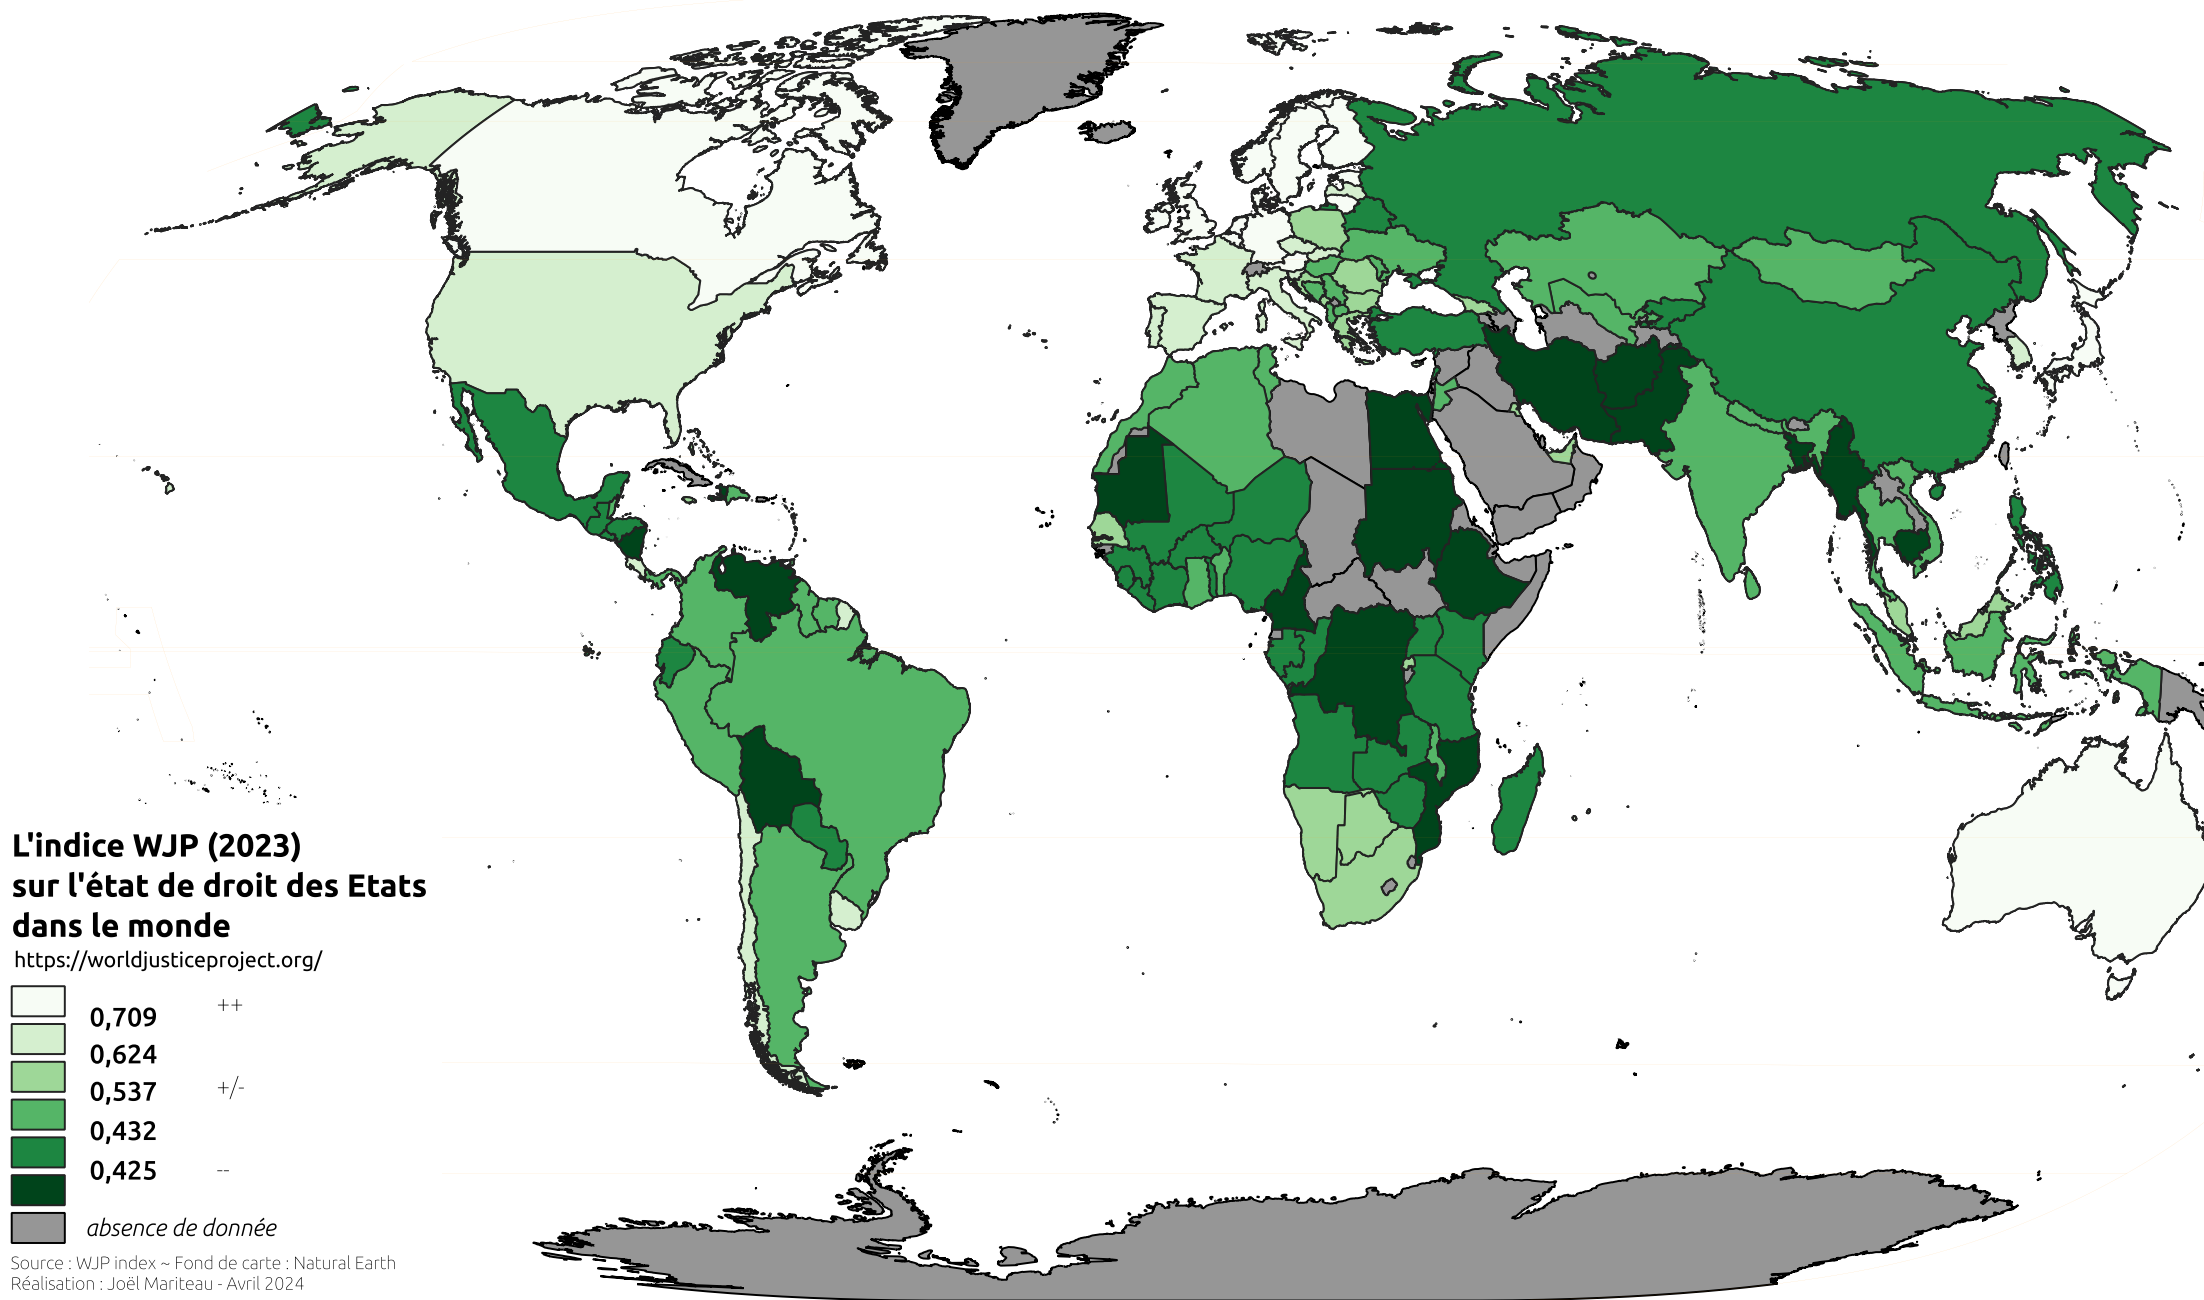 L'indice WJP (2023)
sur l'état de droit des Etats
dans le monde
https://worldjusticeproject.org/
++
0,709
0,624
+/-
0,537
0,432
0,425
--
absence de donnée
Source : WJP index ~ Fond de carte : Natural Earth
Réalisation : Joël Mariteau - Avril 2024